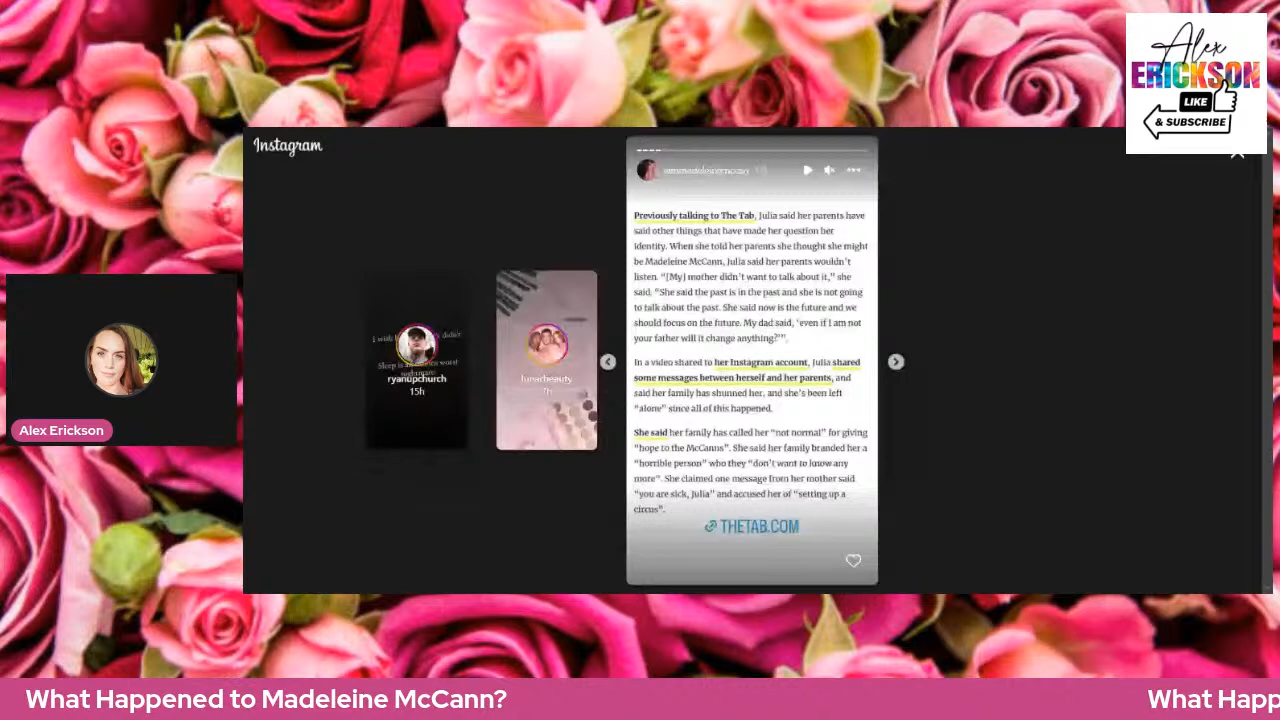 Alex
ERICKSON
LIKE
& SUBSCRIBE
Instagram
Previously talking to The Tab, Julia said her parents have
said other things that have made her question her
identity. When she told her parents she thought she might
be Madeleine McCann, Julia said her parents wouldn't
listen. “[My] mother didn't want to talk about it,” she
said. “She said the past is in the past and she is not going
to talk about the past. She said now is the future and we
should focus on the future. My dad said, ‘even if I am not
your father will it change anything?’”.
In a video shared to her Instagram account, Julia shared
some messages between herself and her parents, and
said her family has shunned her, and she's been left
“alone” since all of this happened.
She said her family has called her “not normal” for giving
“hope to the McCanns”. She said her family branded her a
“horrible person” who they “don't want to know any
more”. She claimed one message from her mother said
“you are sick, Julia” and accused her of “setting up a
circus”.
THETAB.COM
I wish didn't
Sleep is worst
nightmare
ryanupchurch
15h
lunarbeauty
7h
Alex Erickson
What Happened to Madeleine McCann?
What Happ